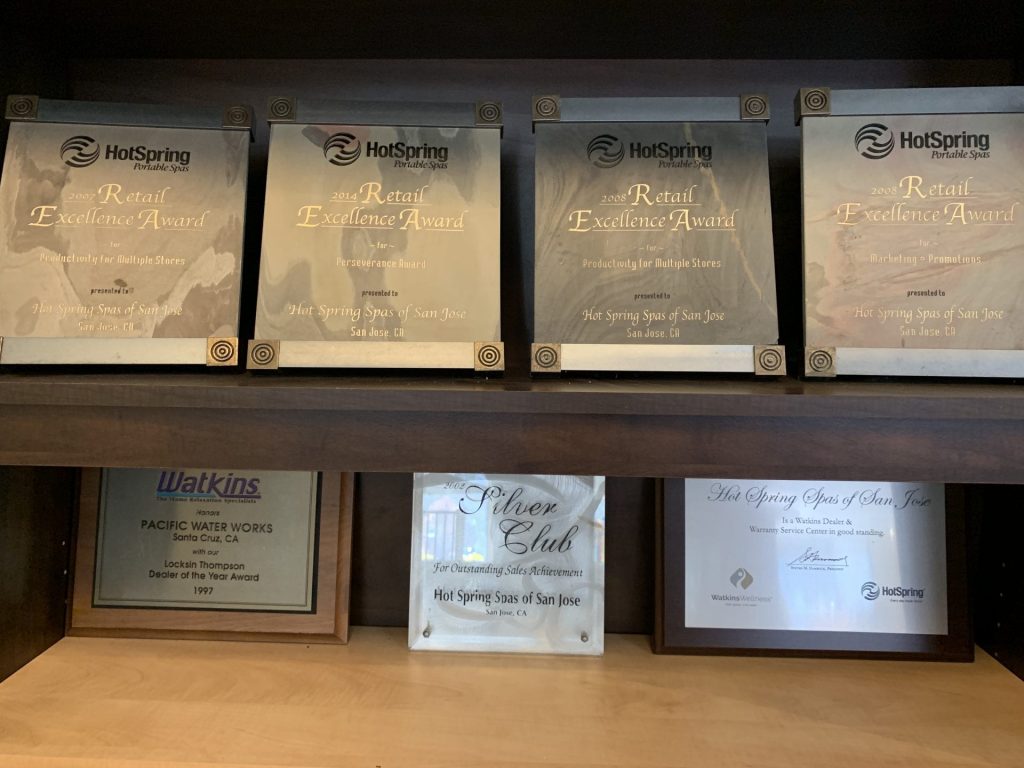 HotSpring
Portable Spas
2007 Retail
Excellence Award
for
Productivity for Multiple Stores
presented to
Hot Spring Spas of San Jose
San Jose, CA
HotSpring
Portable Spas
2014 Retail
Excellence Award
~ for ~
Perseverance Award
presented to
Hot Spring Spas of San Jose
San Jose, CA
HotSpring
Portable Spas
2008 Retail
Excellence Award
~ for ~
Productivity for Multiple Stores
presented to
Hot Spring Spas of San Jose
San Jose, CA
HotSpring
Portable Spas
2008 Retail
Excellence Award
~ for ~
Marketing & Promotions
presented to
Hot Spring Spas of San Jose
San Jose, CA
Watkins
The Home Relaxation Specialists
Honors
PACIFIC WATER WORKS
Santa Cruz, CA
with our
Locksin Thompson
Dealer of the Year Award
1997
2002
Silver
Club
For Outstanding Sales Achievement
Hot Spring Spas of San Jose
San Jose, CA
Hot Spring Spas of San Jose
Is a Watkins Dealer &
Warranty Service Center in good standing.
WatkinsWellness
HotSpring